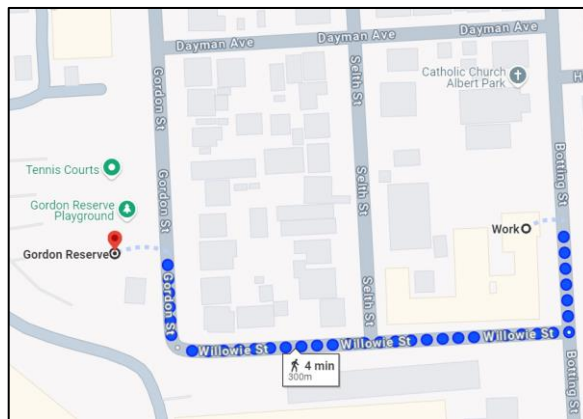 Dayman Ave
Dayman Ave
Dayman Ave
Gordon St
Seith St
Catholic Church
Albert Park
H
Botting St
Tennis Courts
Gordon St
Seith St
Gordon Reserve
Playground
Work
Gordon Reserve
Gordon St
Willowie St
Willowie St
Willowie St
4 min
300m
Botting St